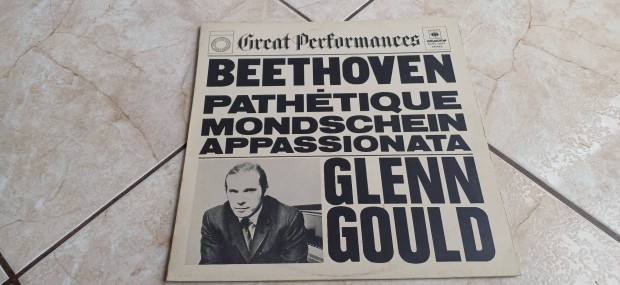 Great Performances
BEETHOVEN
PATHÉTIQUE
MONDSCHEIN
APPASSIONATA
GLENN
GOULD